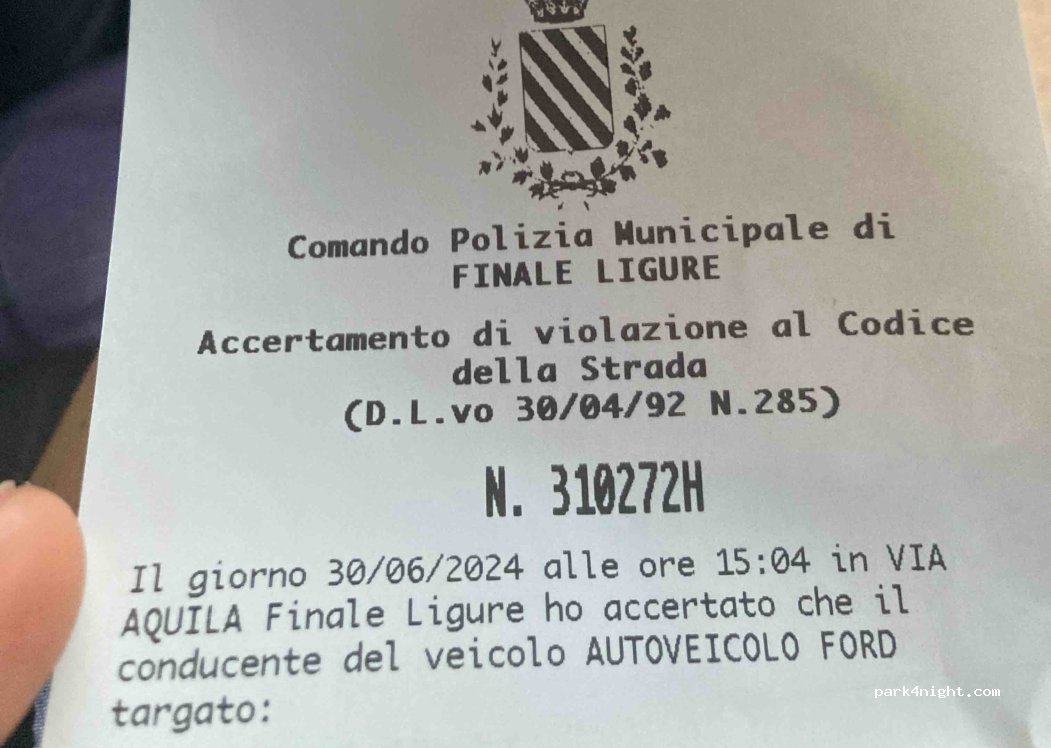 Comando Polizia Municipale di
FINALE LIGURE
Accertamento di violazione al Codice
della Strada
(D.L.vo 30/04/92 N.285)
N. 310272H
Il giorno 30/06/2024 alle ore 15:04 in VIA
AQUILA Finale Ligure ho accertato che il
conducente del veicolo AUTOVEICOLO FORD
targato:
park4night.com